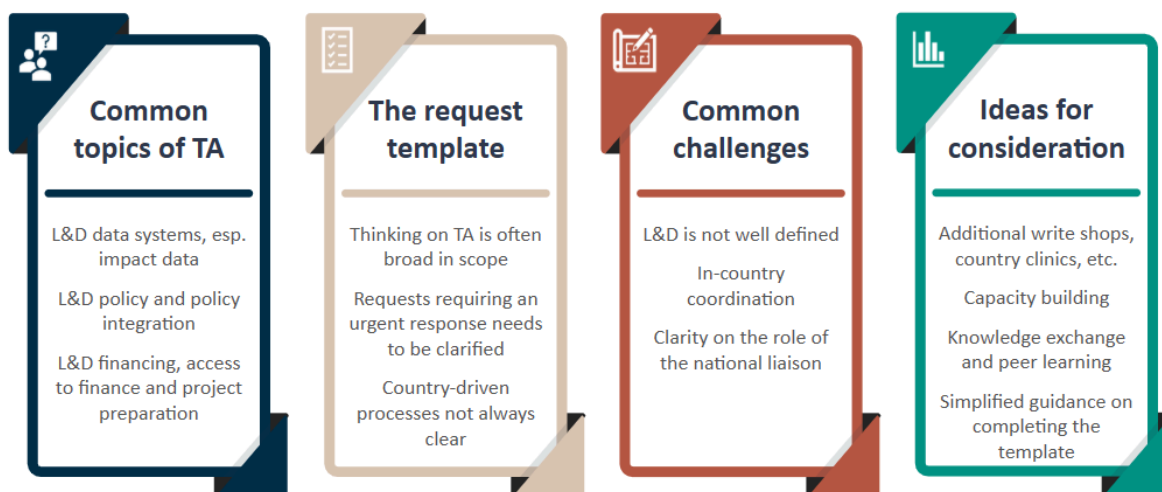 ?
Common
topics of TA
L&D data systems, esp.
impact data
L&D policy and policy
integration
L&D financing, access
to finance and project
preparation
The request
template
Thinking on TA is often
broad in scope
Requests requiring an
urgent response needs
to be clarified
Country-driven
processes not always
clear
Common
challenges
L&D is not well defined
In-country
coordination
Clarity on the role of
the national liaison
Ideas for
consideration
Additional write shops,
country clinics, etc.
Capacity building
Knowledge exchange
and peer learning
Simplified guidance on
completing the
template